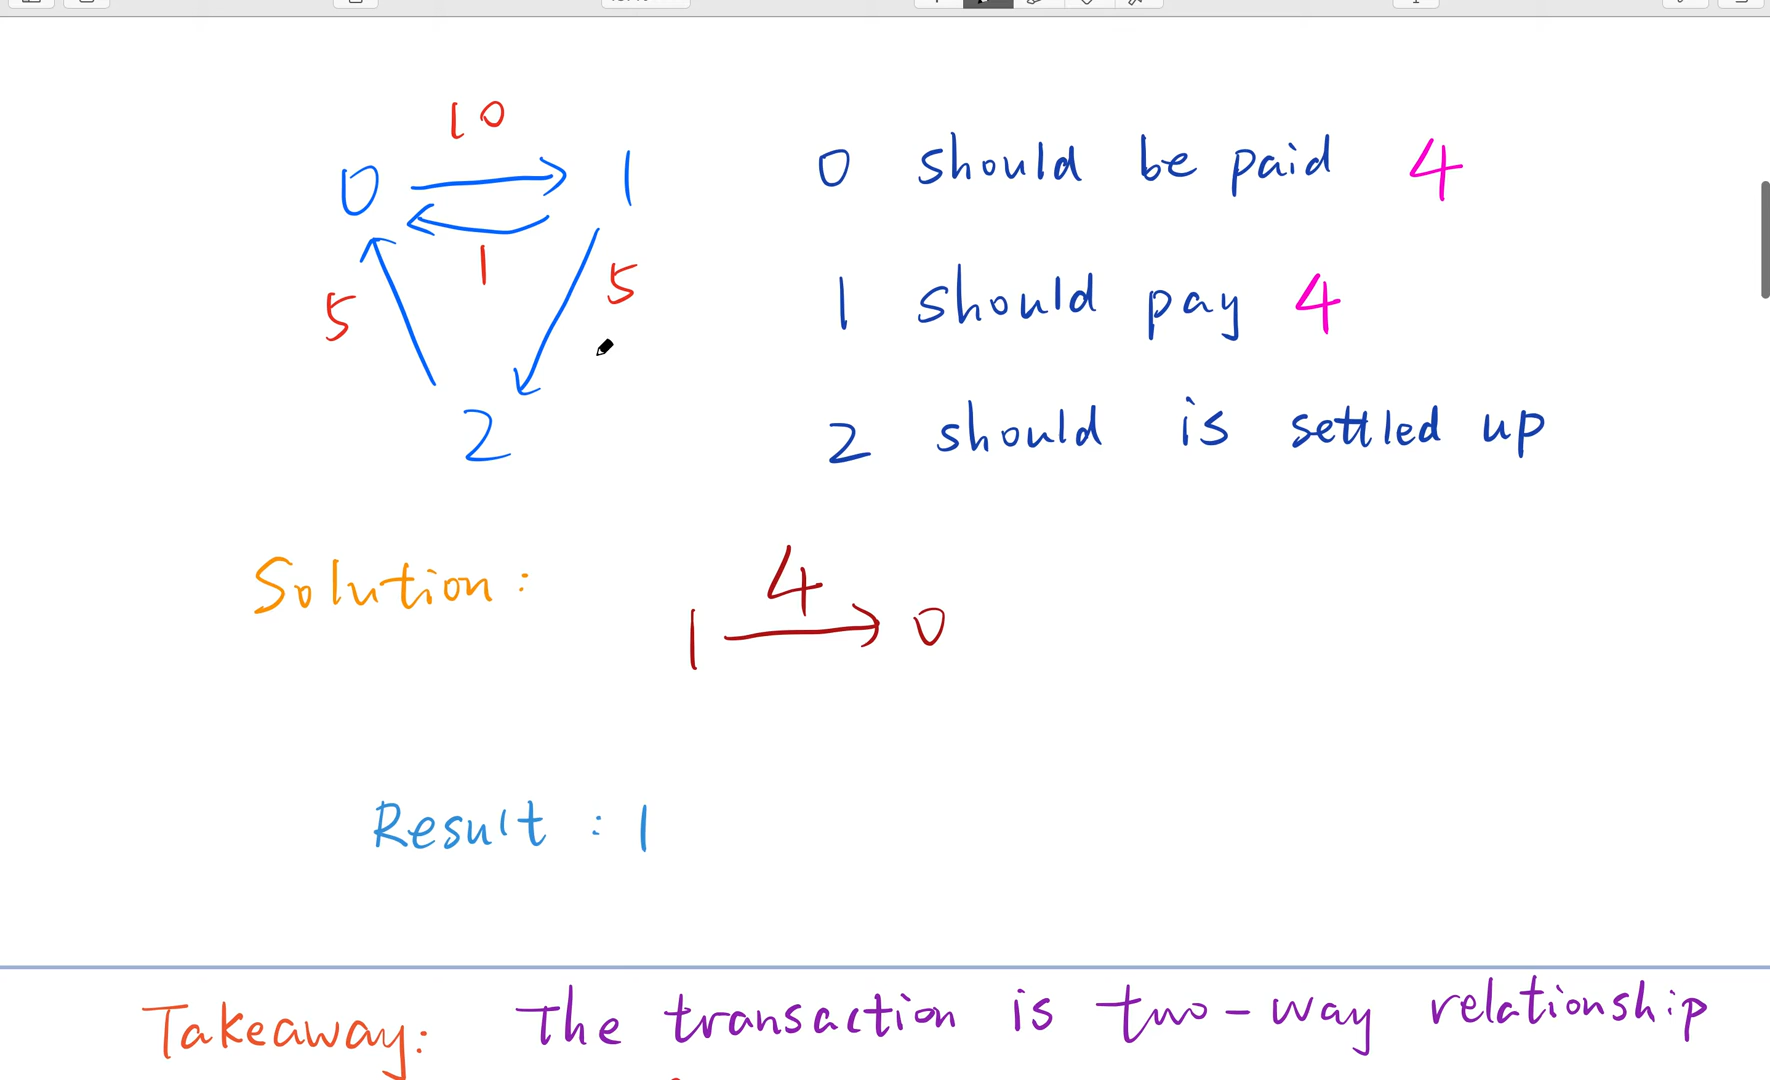 10
0 1
1
5 5
2
0 should be paid 4
1 should pay 4
2 should is settled up
Solution:
4
1 0
Result : 1
Takeaway: The transaction is two-way relationship